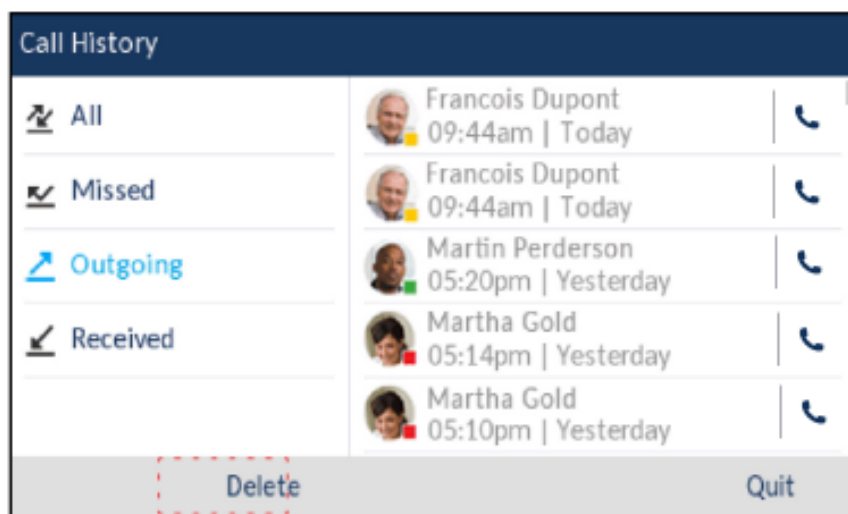 Call History
All
Missed
Outgoing
Received
Francois Dupont
09:44am | Today
Francois Dupont
09:44am | Today
Martin Perderson
05:20pm | Yesterday
Martha Gold
05:14pm | Yesterday
Martha Gold
05:10pm | Yesterday
Delete
Quit